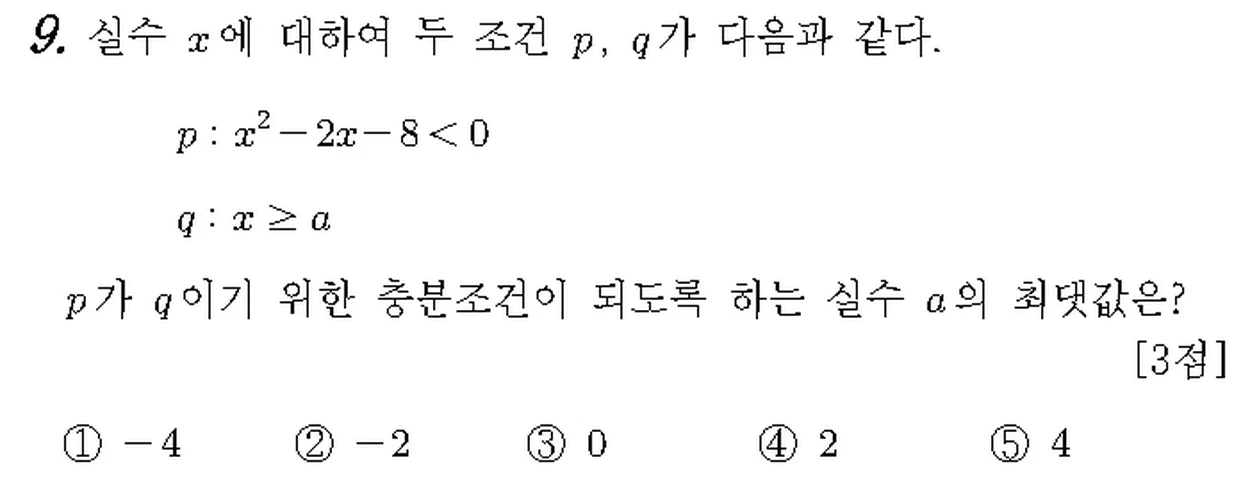 9. 실수 x에 대하여 두 조건 p, q가 다음과 같다.
p : x² − 2x − 8 < 0
q : x ≥ a
p가 q이기 위한 충분조건이 되도록 하는 실수 a의 최댓값은?
[3점]
① −4 ② −2 ③ 0 ④ 2 ⑤ 4